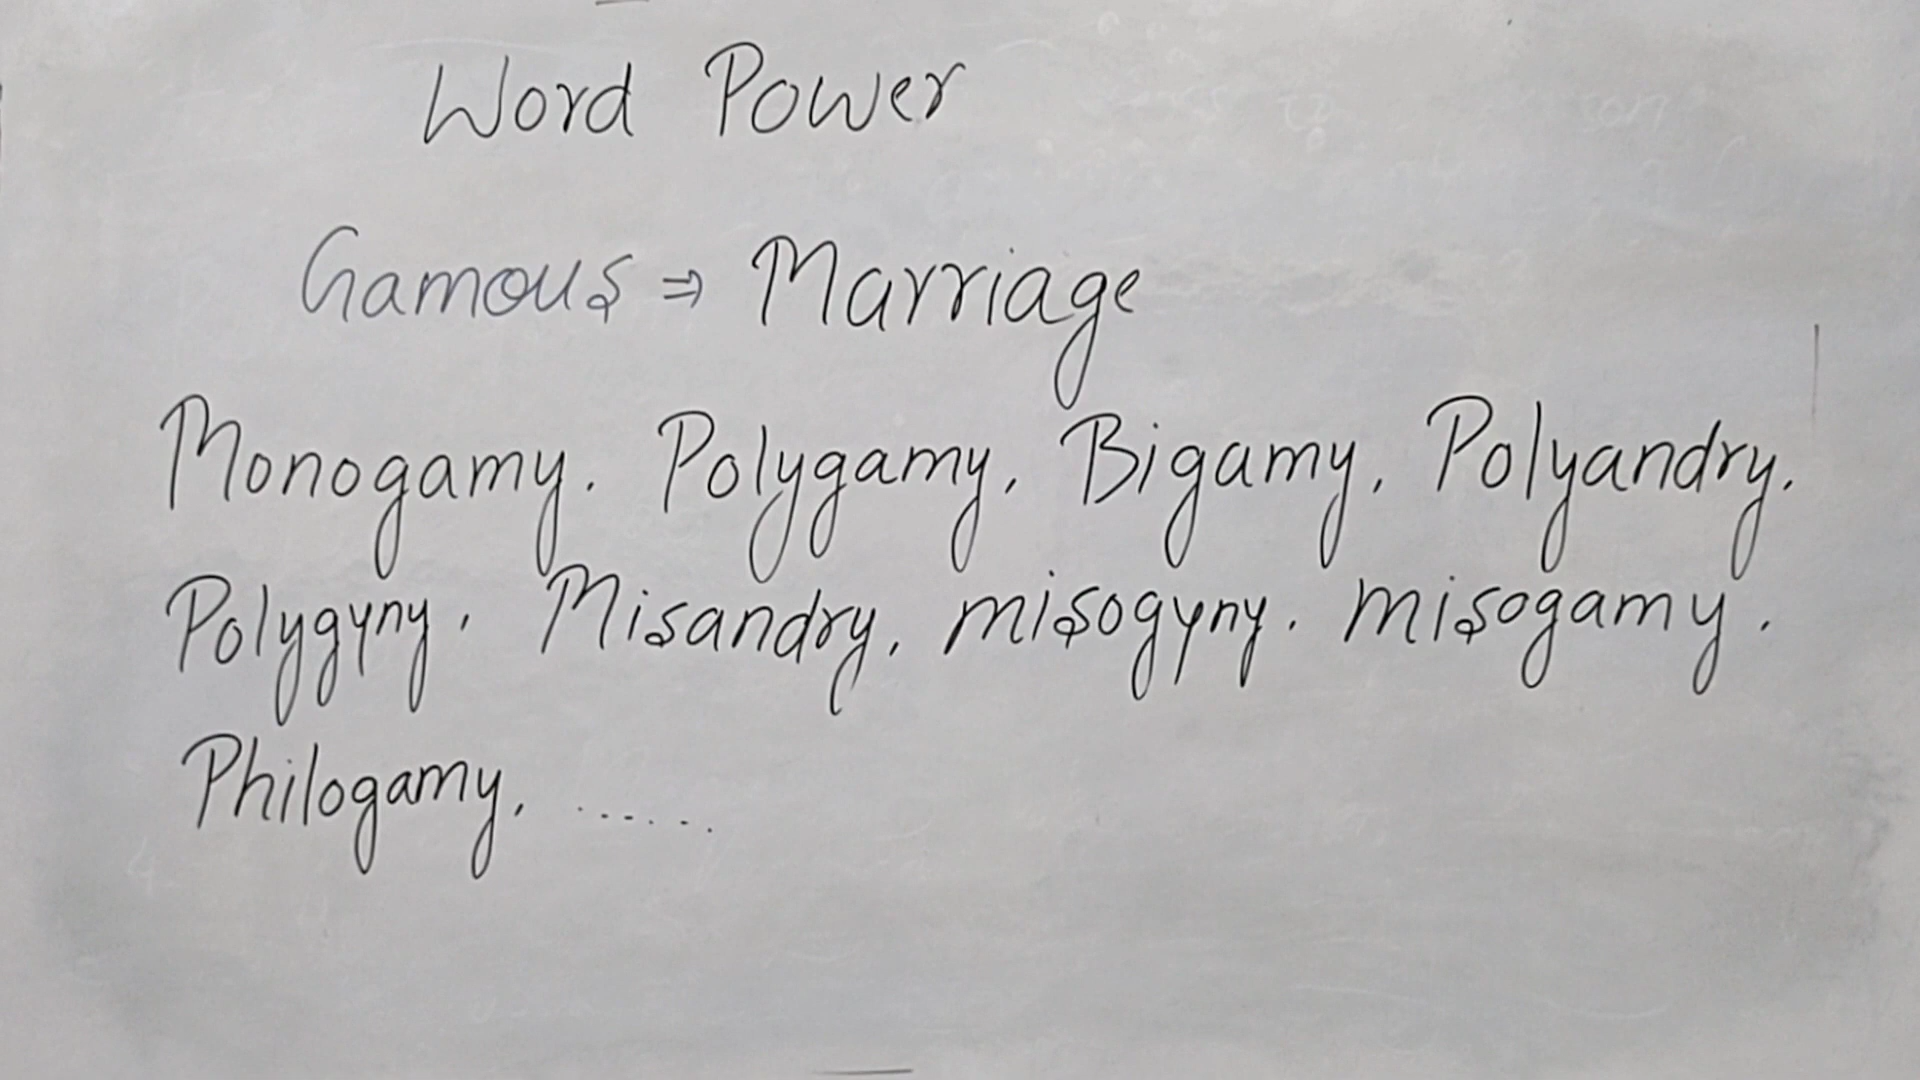 Word Power
Gamous ⇒ Marriage
Monogamy. Polygamy, Bigamy, Polyandry.
Polygyny. Misandry, misogyny. misogamy.
Philogamy, ......